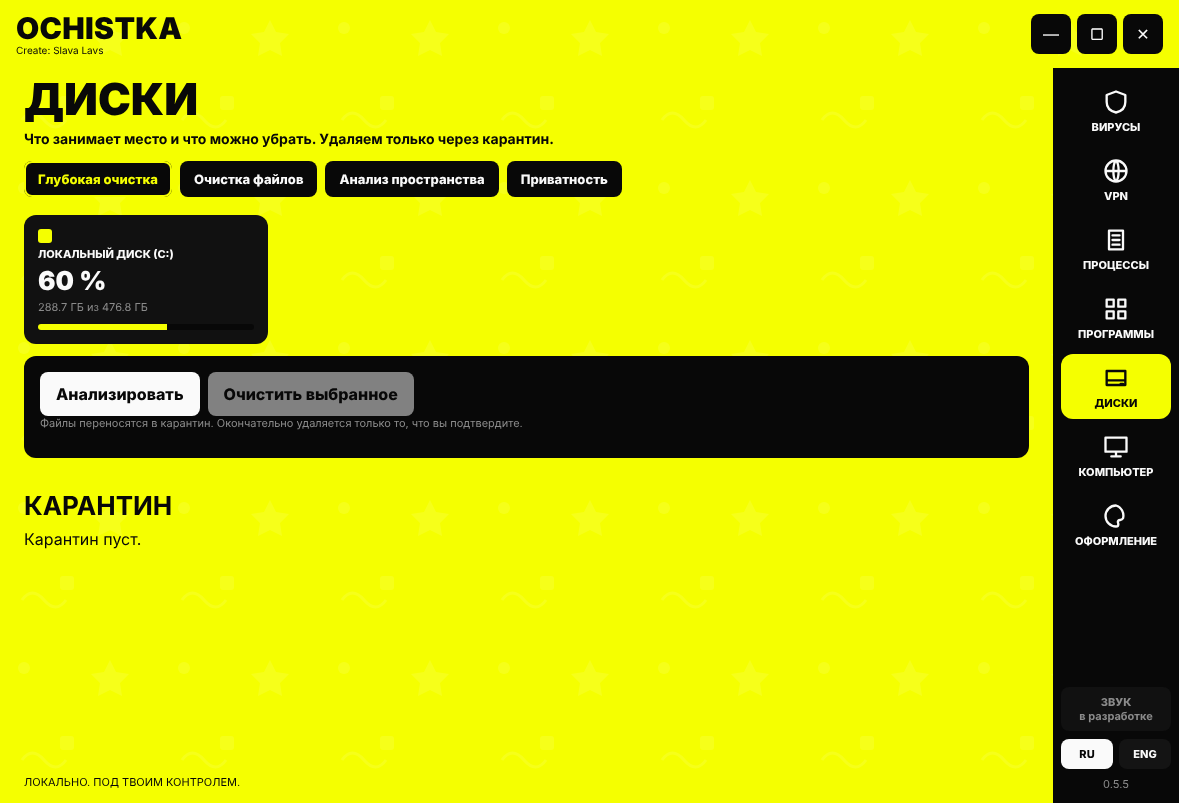 OCHISTKA
Create: Slava Lavs
ДИСКИ
Что занимает место и что можно убрать. Удаляем только через карантин.
Глубокая очистка
Очистка файлов
Анализ пространства
Приватность
ЛОКАЛЬНЫЙ ДИСК (C:)
60 %
288.7 ГБ из 476.8 ГБ
Анализировать
Очистить выбранное
Файлы переносятся в карантин. Окончательно удаляется только то, что вы подтвердите.
КАРАНТИН
Карантин пуст.
ЛОКАЛЬНО. ПОД ТВОИМ КОНТРОЛЕМ.
ВИРУСЫ
VPN
ПРОЦЕССЫ
ПРОГРАММЫ
ДИСКИ
КОМПЬЮТЕР
ОФОРМЛЕНИЕ
ЗВУК
в разработке
RU
ENG
0.5.5